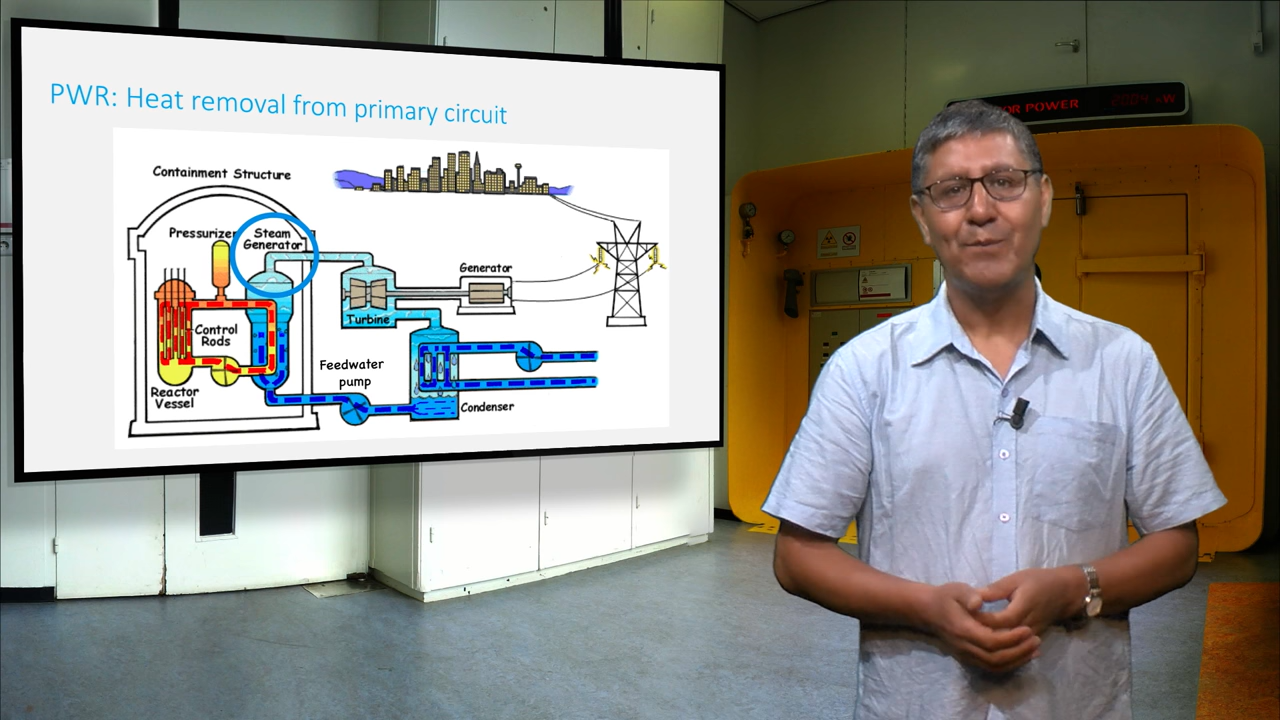 PWR: Heat removal from primary circuit
Containment Structure
Pressurizer
Steam
Generator
Generator
Turbine
Control
Rods
Feedwater
pump
Reactor
Vessel
Condenser
OR POWER